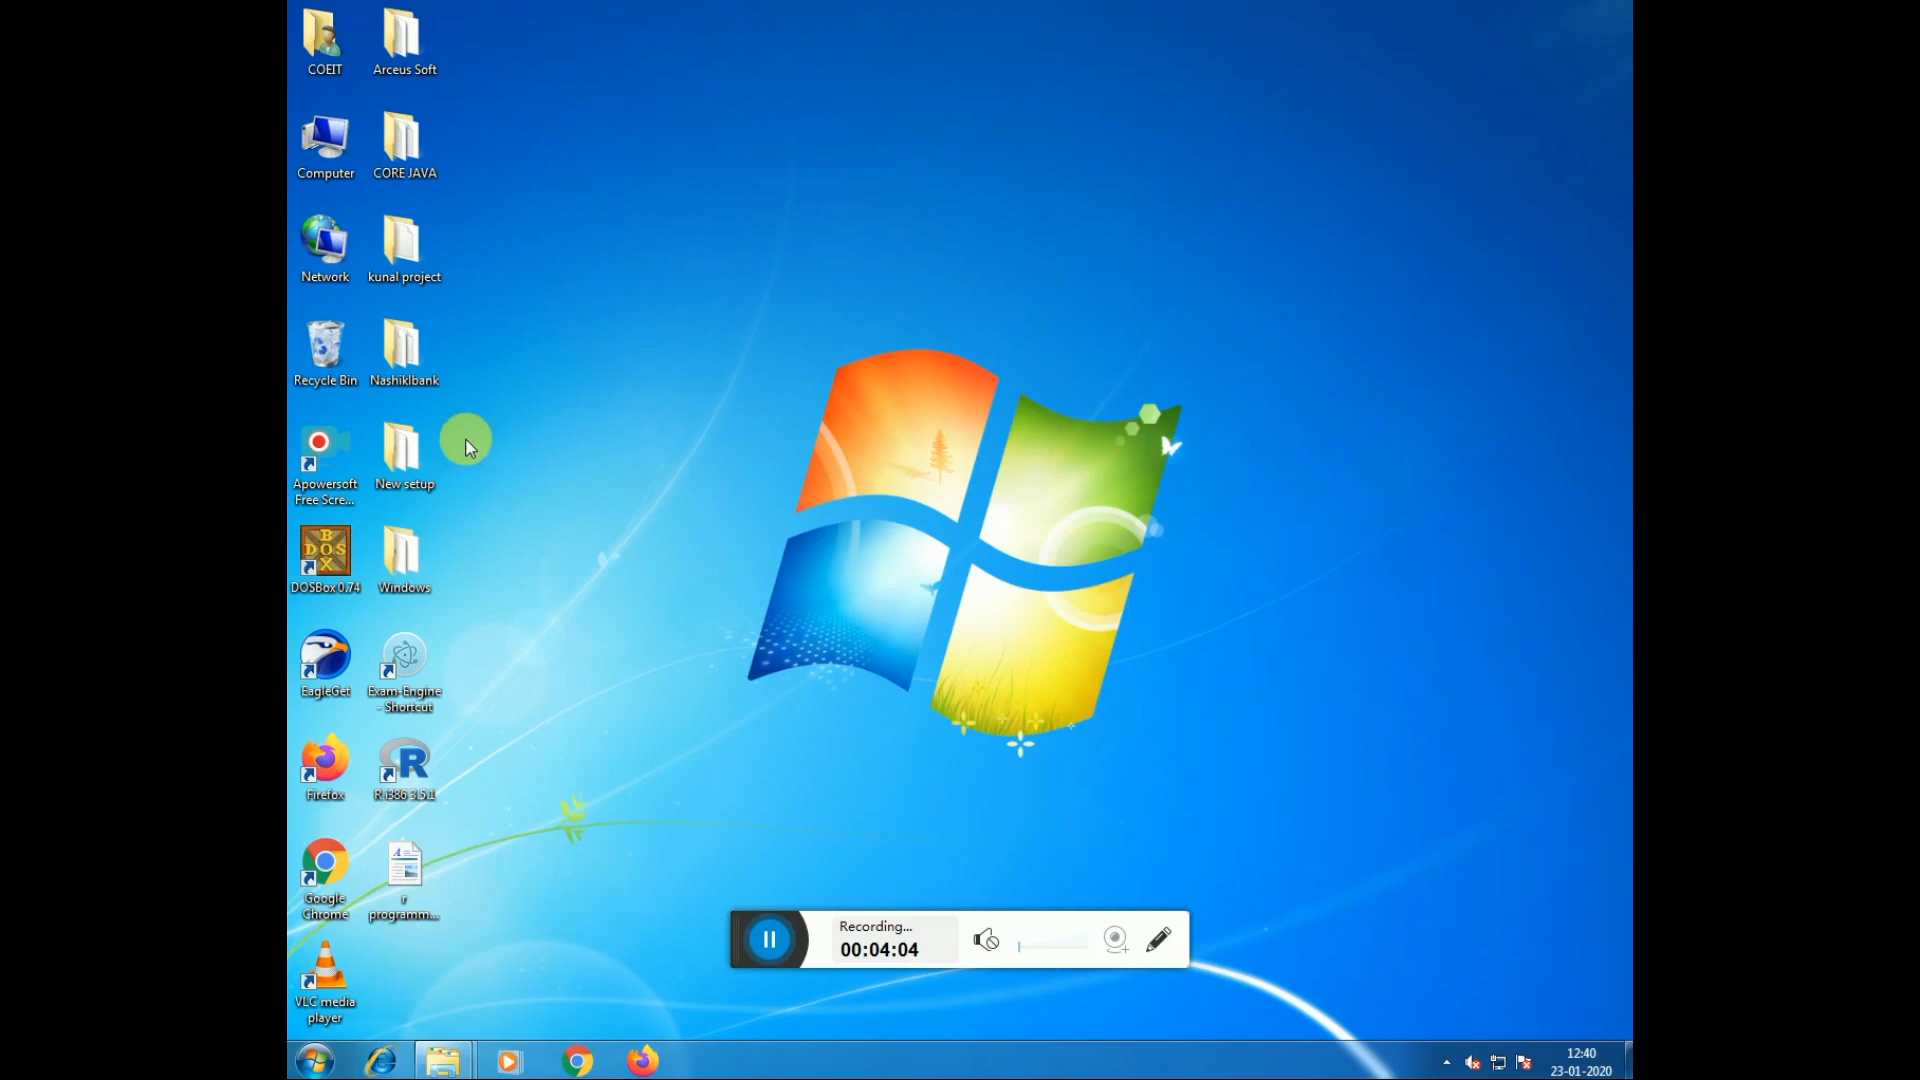 COEIT
Arceus Soft
Computer
CORE JAVA
Network
kunal project
Recycle Bin
Nashiklbank
Apowersoft
Free Scre...
New setup
BOX
DOS
DOSBox 0.74
Windows
EagleGet
Exam-Engine
- Shortcut
Firefox
R
R i386 3.5.1
Google
Chrome
A
r
programm...
VLC media
player
Recording...
00:04:04
12:40
23-01-2020